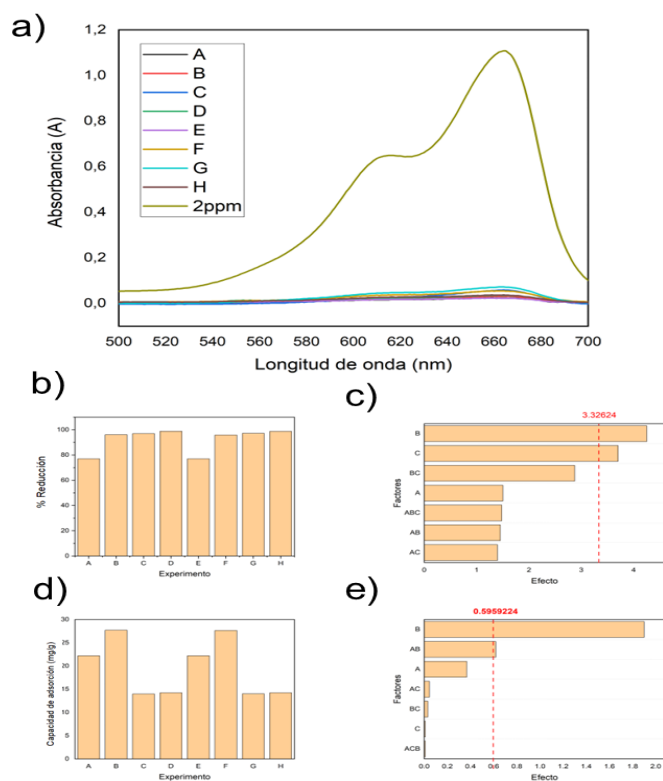 a)
1,2
1,0
0,8
0,6
0,4
0,2
0,0
Absorbancia (A)
A
B
C
D
E
F
G
H
2ppm
500 520 540 560 580 600 620 640 660 680 700
Longitud de onda (nm)
b)
100
80
60
40
20
0
% Reducción
A B C D E F G H
Experimento
c)
3.32624
Factores
B
C
BC
A
ABC
AB
AC
0 1 2 3 4
Efecto
d)
30
25
20
15
10
5
0
Capacidad de adsorción (mg/g)
A B C D E F G H
Experimento
e)
0.5959224
Factores
B
AB
A
AC
BC
C
ACB
0.0 0.2 0.4 0.6 0.8 1.0 1.2 1.4 1.6 1.8 2.0
Efecto